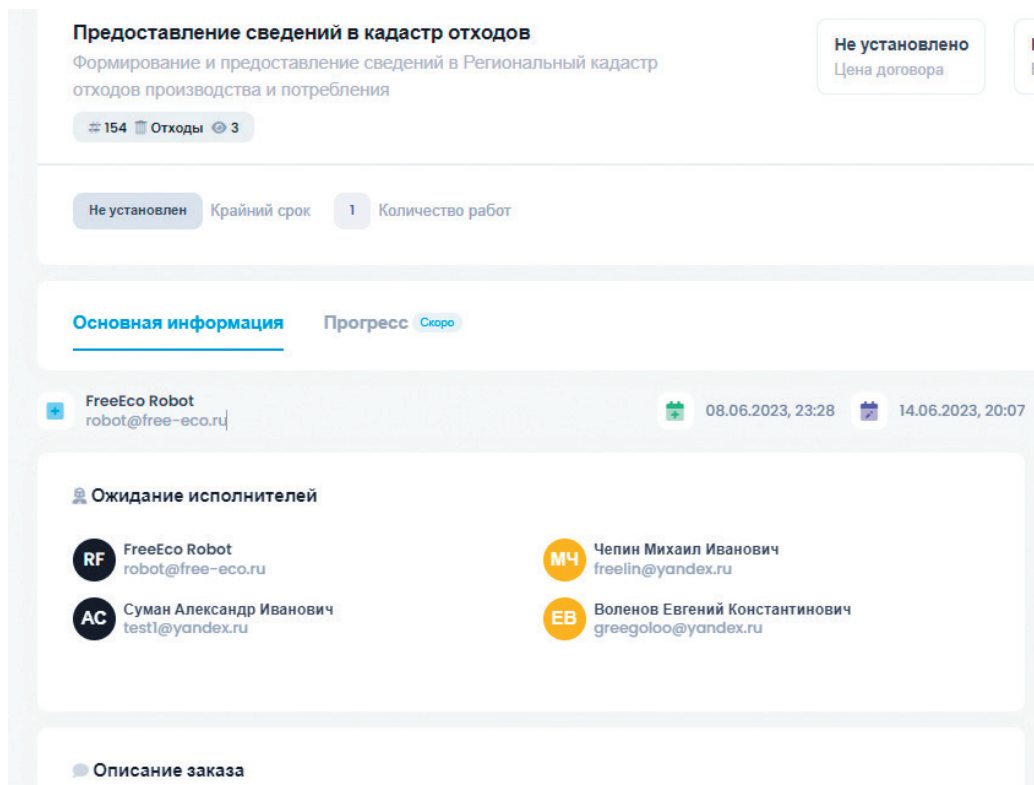 Предоставление сведений в кадастр отходов
Формирование и предоставление сведений в Региональный кадастр
отходов производства и потребления
154 Отходы 3
Не установлено
Цена договора
Не установлен Крайний срок 1 Количество работ
Основная информация Прогресс Скоро
FreeEco Robot
robot@free-eco.ru
08.06.2023, 23:28 14.06.2023, 20:07
Ожидание исполнителей
RF FreeEco Robot
robot@free-eco.ru
МЧ Чепин Михаил Иванович
freelin@yandex.ru
АС Суман Александр Иванович
test1@yandex.ru
ЕВ Воленов Евгений Константинович
greegoloo@yandex.ru
Описание заказа